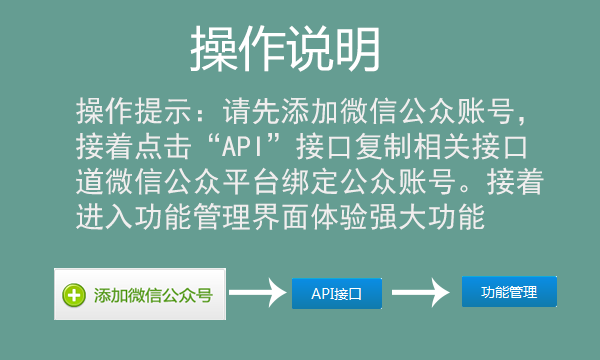 操作说明
操作提示：请先添加微信公众账号，
接着点击“API”接口复制相关接口
道微信公众平台绑定公众账号。接着
进入功能管理界面体验强大功能
添加微信公众号
API接口
功能管理